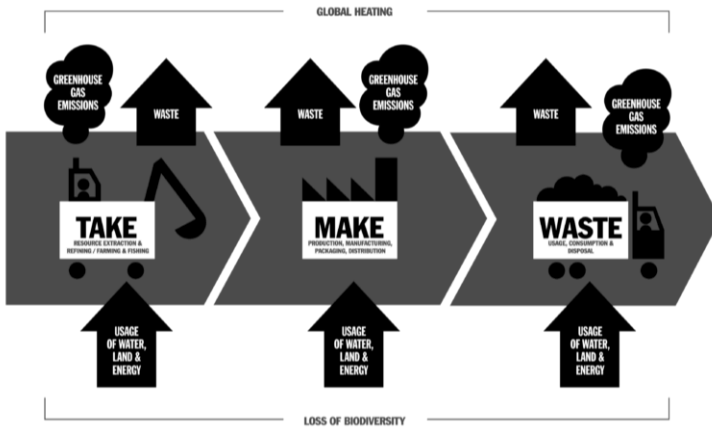 GLOBAL HEATING
GREENHOUSE
GAS
EMISSIONS
WASTE
WASTE
GREENHOUSE
GAS
EMISSIONS
WASTE
GREENHOUSE
GAS
EMISSIONS
TAKE
RESOURCE EXTRACTION &
REFINING / FARMING & FISHING
MAKE
PRODUCTION, MANUFACTURING,
PACKAGING, DISTRIBUTION
WASTE
USAGE, CONSUMPTION &
DISPOSAL
USAGE
OF WATER,
LAND &
ENERGY
USAGE
OF WATER,
LAND &
ENERGY
USAGE
OF WATER,
LAND &
ENERGY
LOSS OF BIODIVERSITY